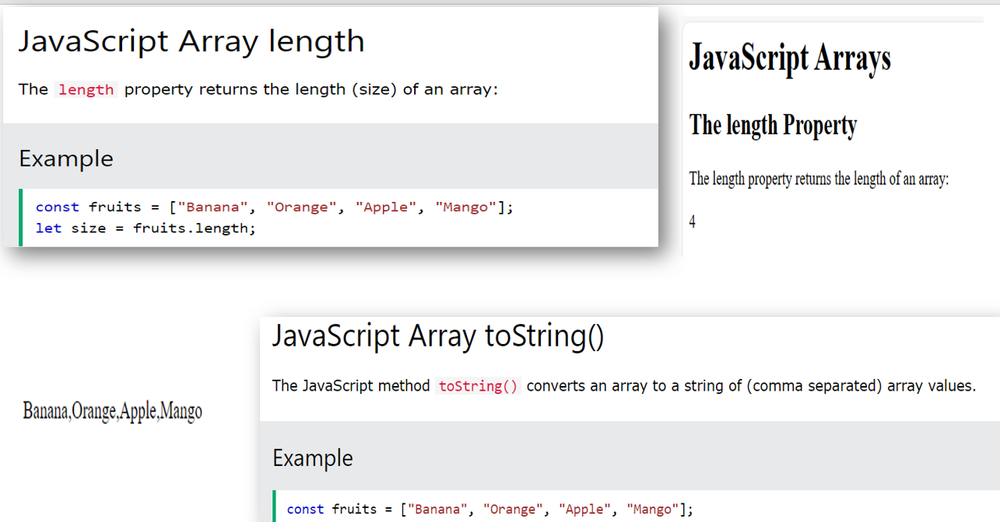 JavaScript Array length
The length property returns the length (size) of an array:
Example
const fruits = ["Banana", "Orange", "Apple", "Mango"];
let size = fruits.length;
JavaScript Arrays
The length Property
The length property returns the length of an array:
4
Banana,Orange,Apple,Mango
JavaScript Array toString()
The JavaScript method toString() converts an array to a string of (comma separated) array values.
Example
const fruits = ["Banana", "Orange", "Apple", "Mango"];